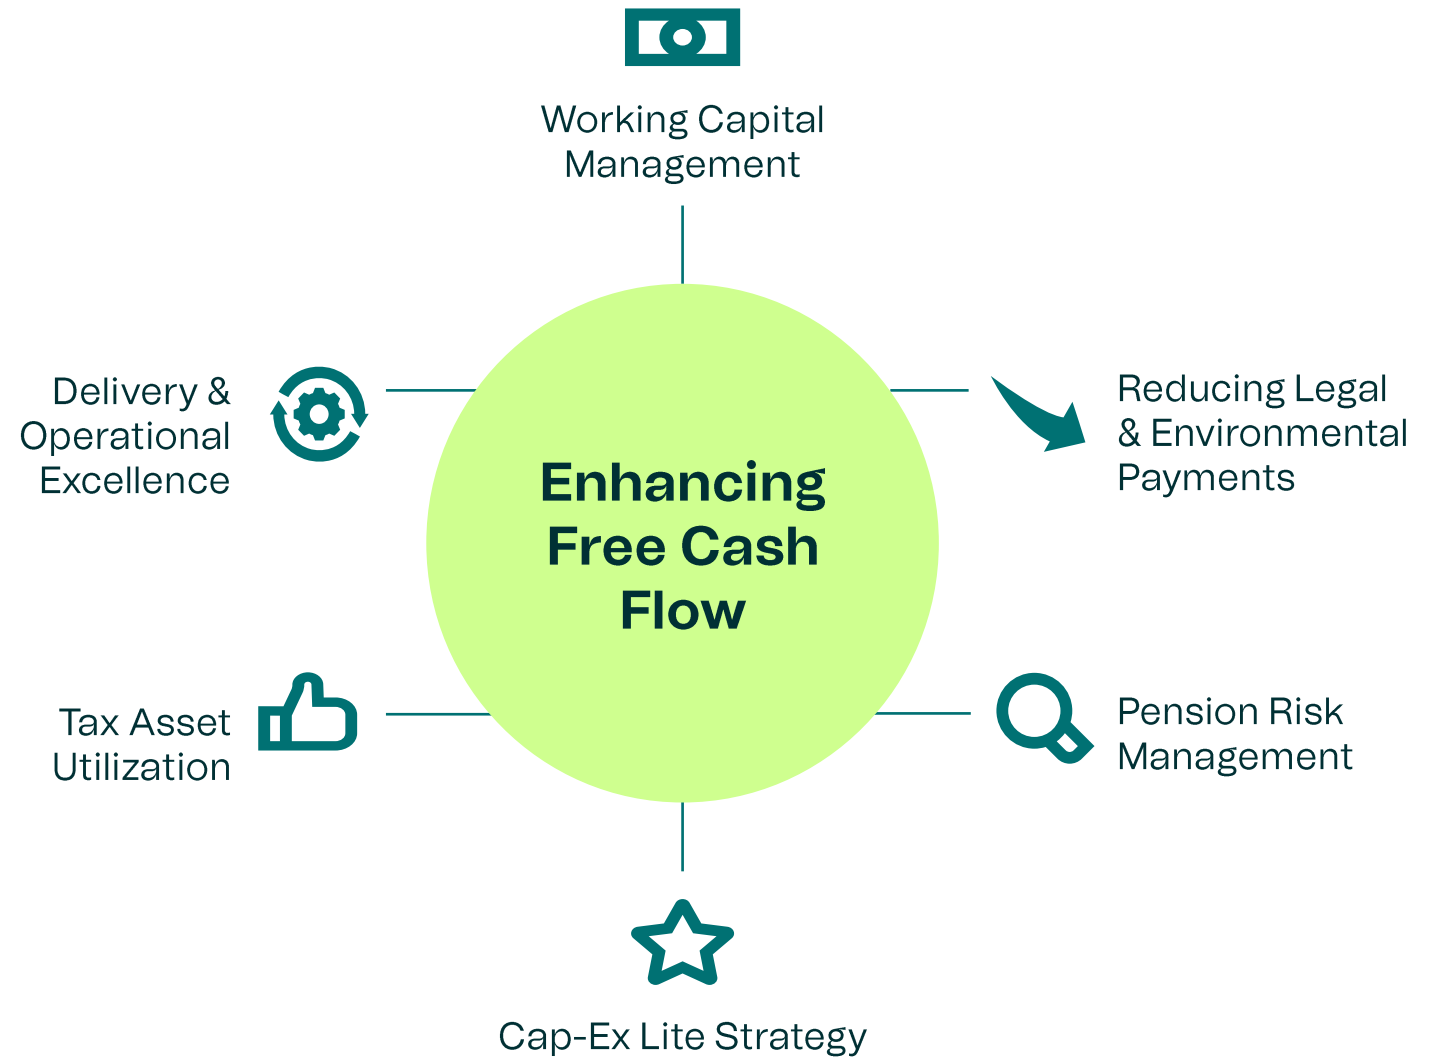 Working Capital
Management
Delivery &
Operational
Excellence
Reducing Legal
& Environmental
Payments
Enhancing
Free Cash
Flow
Tax Asset
Utilization
Pension Risk
Management
Cap-Ex Lite Strategy